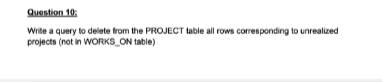 Question 10:
Write a query to delete from the PROJECT table all rows corresponding to unrealized
projects (not in WORKS_ON table)